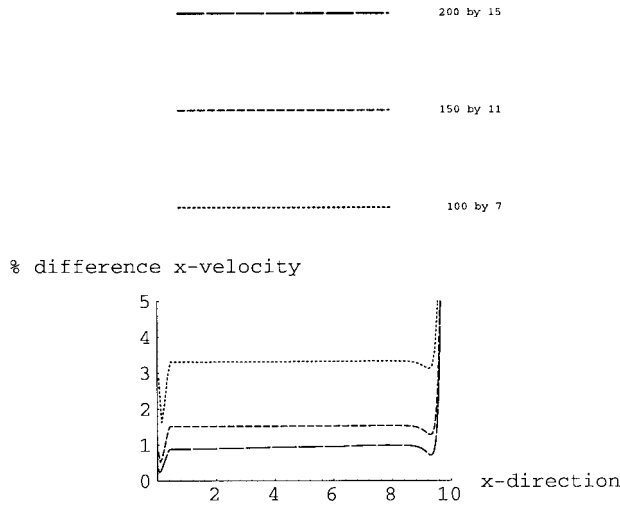 200 by 15
150 by 11
100 by 7
% difference x-velocity
5
4
3
2
1
0
2 4 6 8 10
x-direction